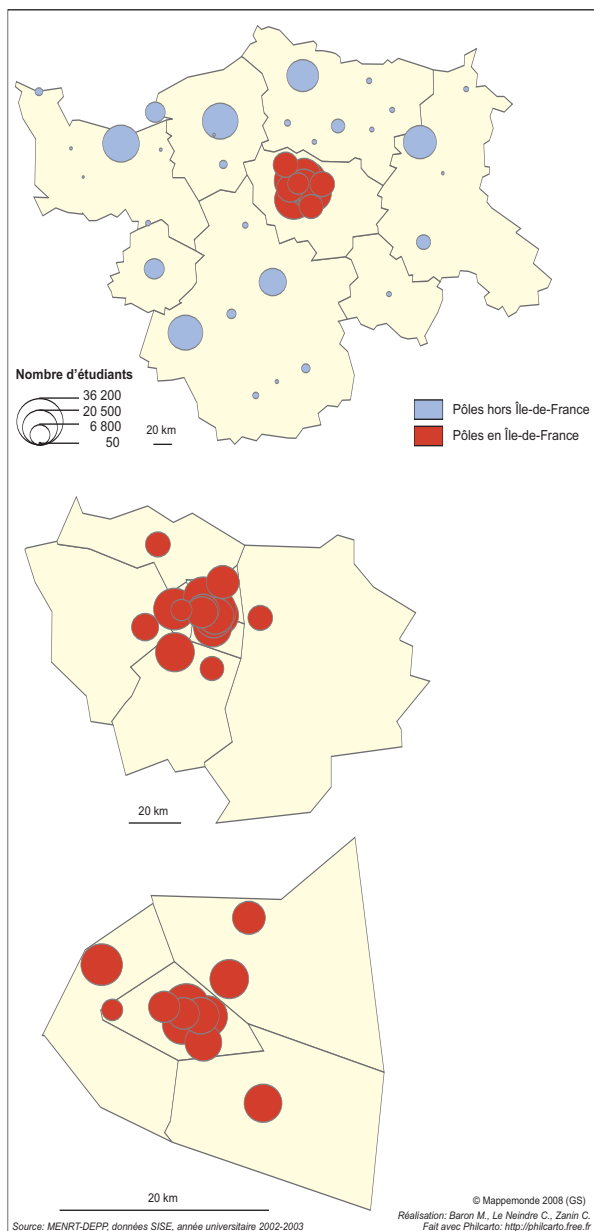 Nombre d'étudiants
36 200
20 500
6 800
50
20 km
Pôles hors Île-de-France
Pôles en Île-de-France
20 km
20 km
© Mappemonde 2008 (GS)
Réalisation: Baron M., Le Neindre C., Zanin C.
Source: MENRT-DEPP, données SISE, année universitaire 2002-2003
Fait avec Philcarto: http://philcarto.free.fr